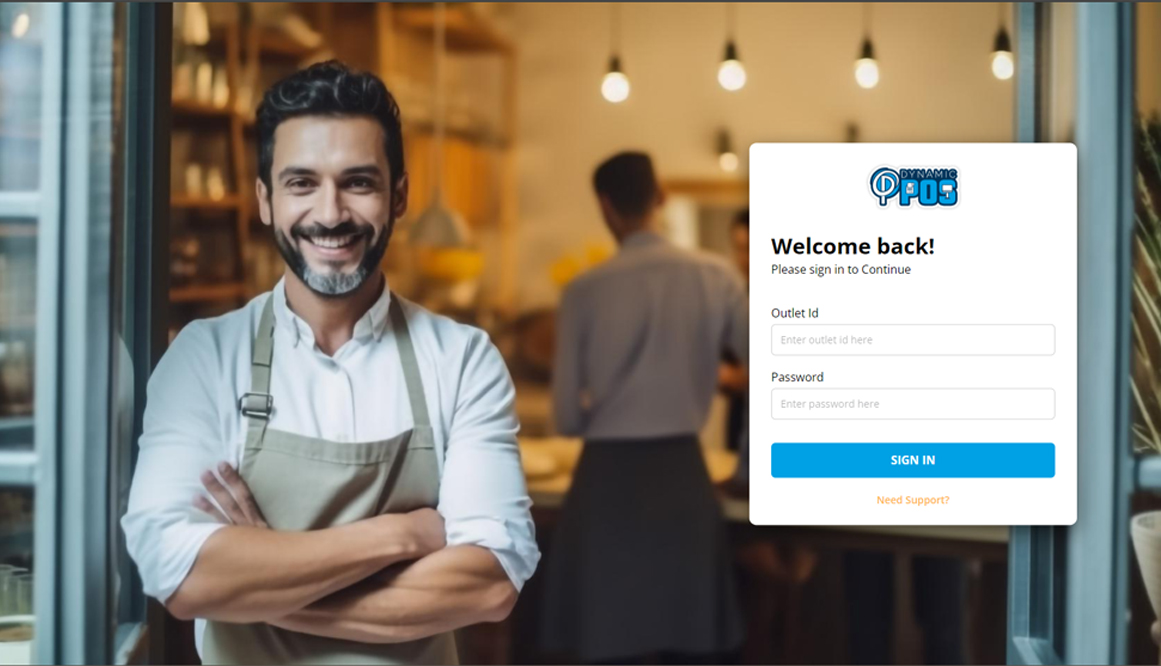 DYNAMIC
POS
Welcome back!
Please sign in to Continue
Outlet Id
Enter outlet id here
Password
Enter password here
SIGN IN
Need Support?